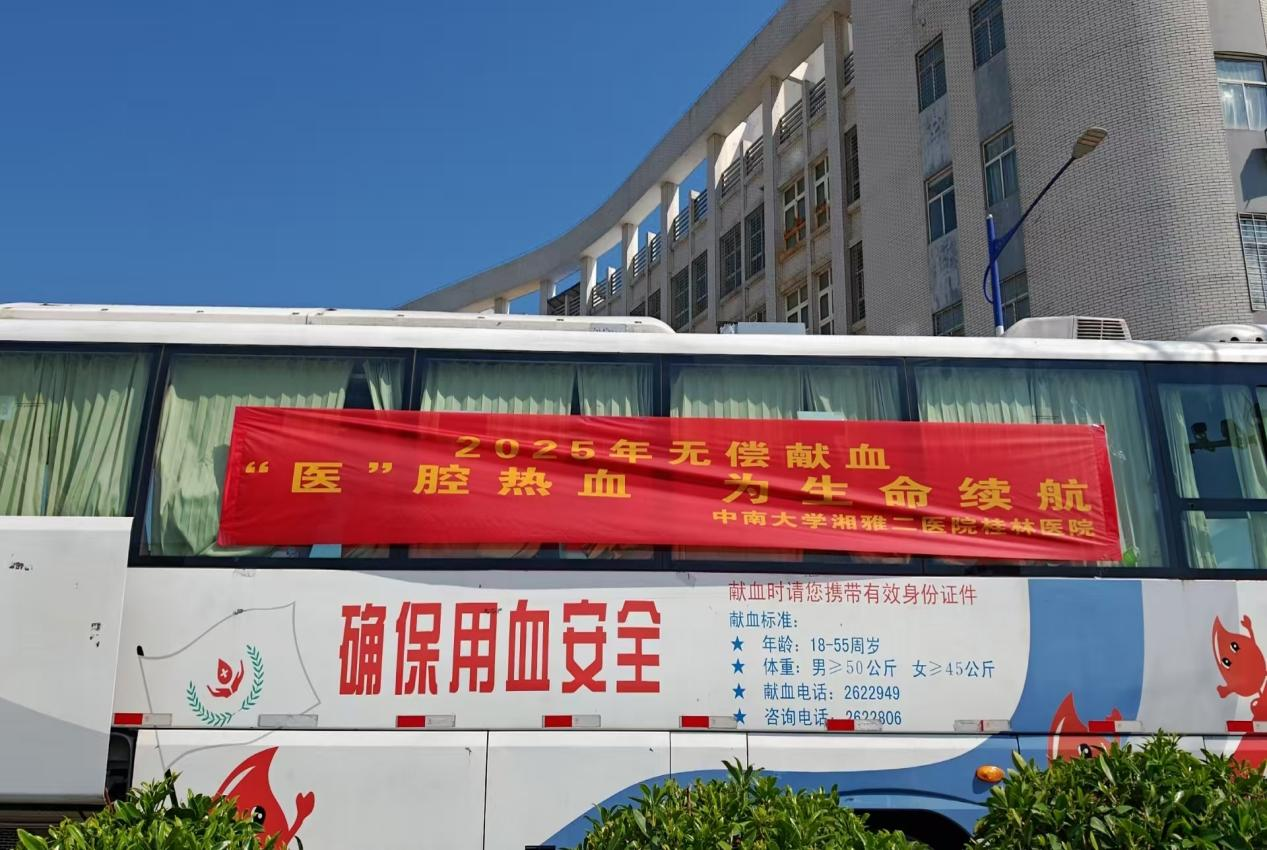 2025年无偿献血
“医”腔热血 为生命续航
中南大学湘雅二医院桂林医院
确保用血安全
献血时请您携带有效身份证件
献血标准:
★ 年龄: 18-55周岁
★ 体重: 男≥50公斤 女≥45公斤
★ 献血电话: 2622949
★ 咨询电话: 2622806